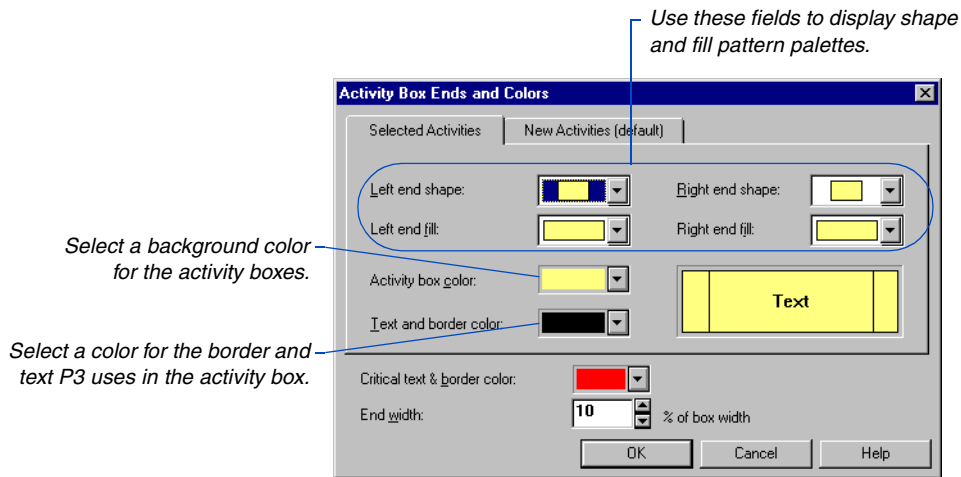 Use these fields to display shape
and fill pattern palettes.
Activity Box Ends and Colors
Selected Activities
New Activities (default)
Left end shape:
Right end shape:
Left end fill:
Right end fill:
Select a background color
for the activity boxes.
Activity box color:
Text
Text and border color:
Select a color for the border and
text P3 uses in the activity box.
Critical text & border color:
End width:
10
% of box width
OK
Cancel
Help